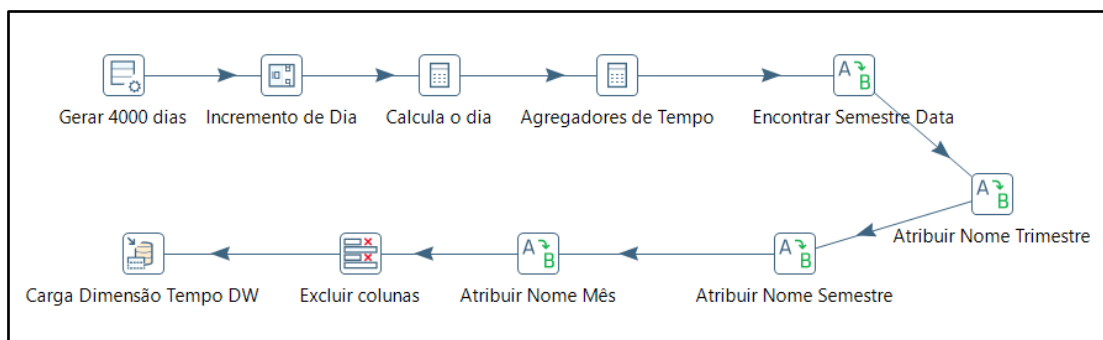 Gerar 4000 dias
Incremento de Dia
Calcula o dia
Agregadores de Tempo
Encontrar Semestre Data
Atribuir Nome Trimestre
Atribuir Nome Semestre
Atribuir Nome Mês
Excluir colunas
Carga Dimensão Tempo DW